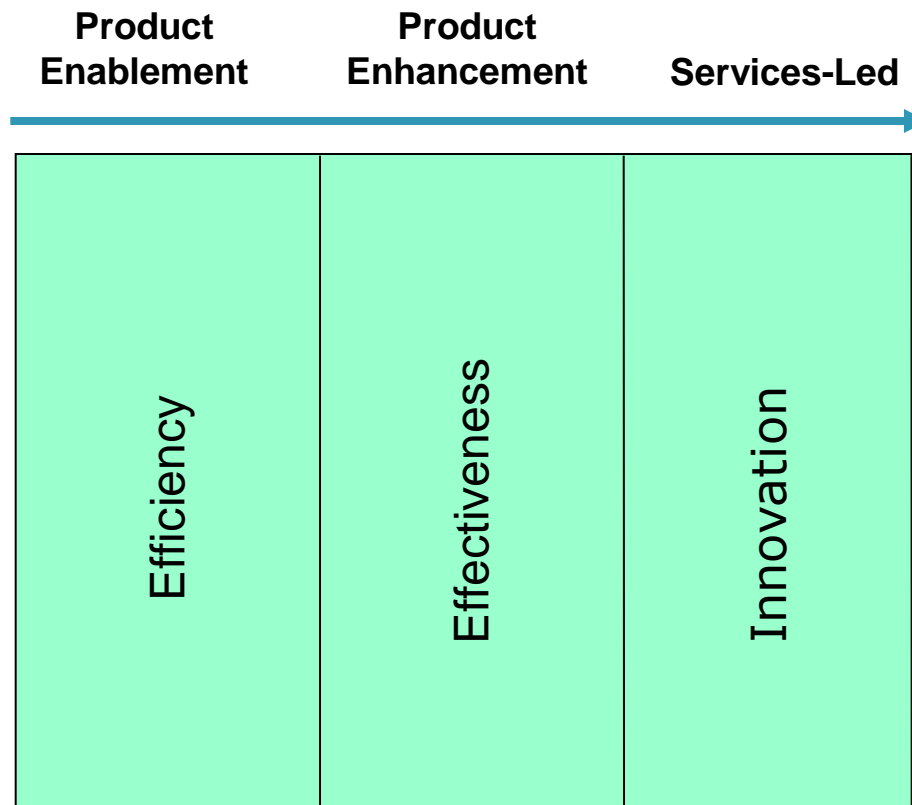 Product
Enablement
Product
Enhancement
Services-Led
Efficiency
Effectiveness
Innovation